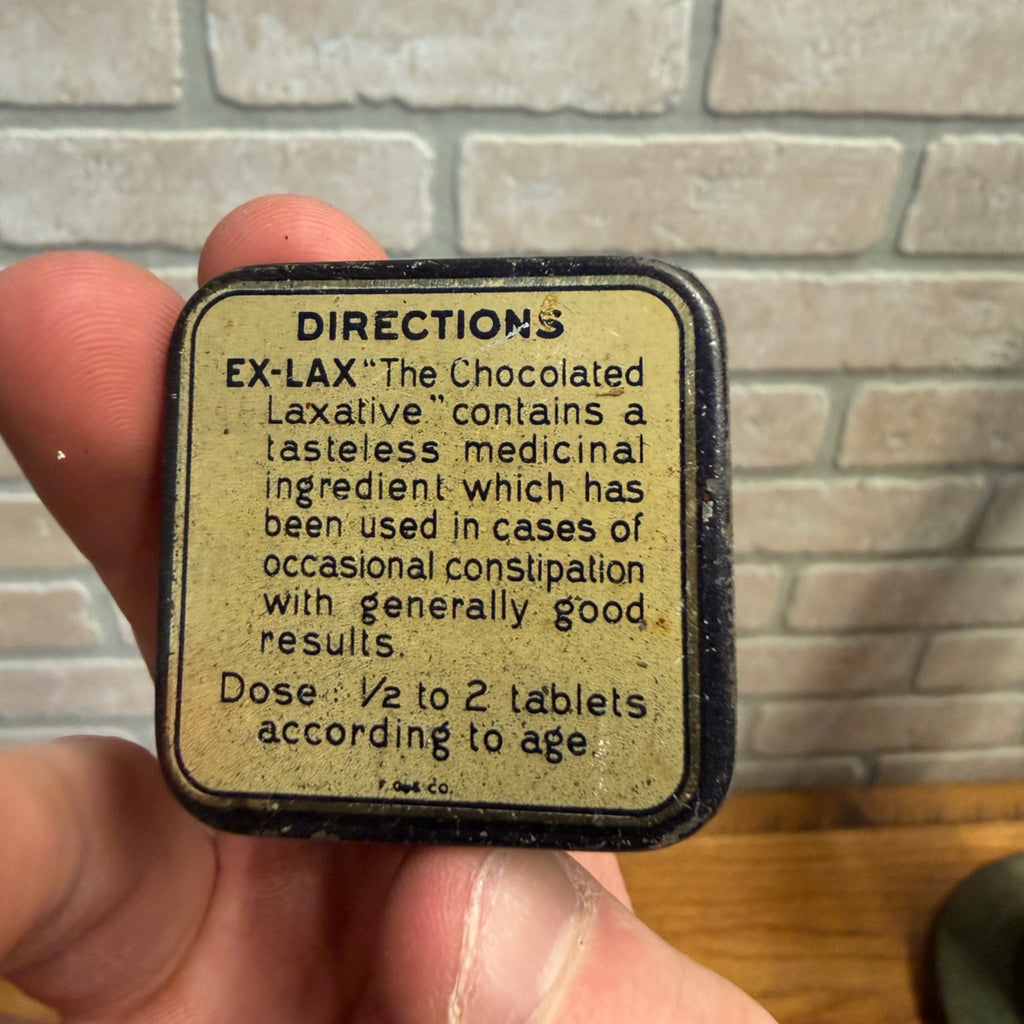 DIRECTIONS
EX-LAX "The Chocolated
Laxative" contains a
tasteless medicinal
ingredient which has
been used in cases of
occasional constipation
with generally good
results.
Dose : 1/2 to 2 tablets
according to age.
CO.